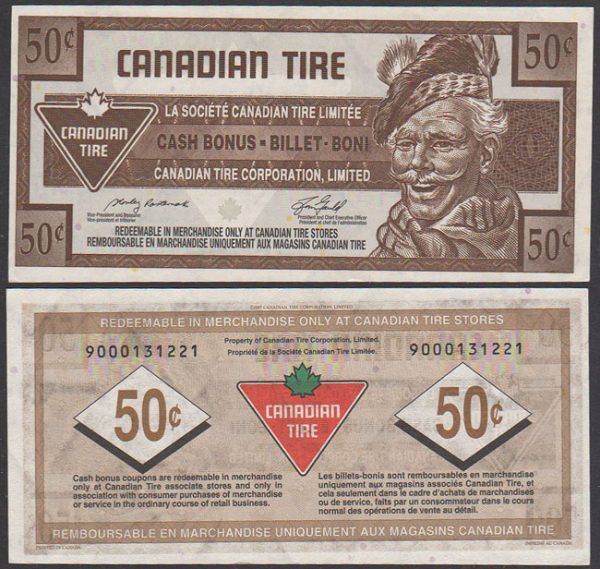 50¢ 50¢
CANADIAN TIRE
LA SOCIÉTÉ CANADIAN TIRE LIMITÉE
CANADIAN
TIRE
CASH BONUS = BILLET-BONI
CANADIAN TIRE CORPORATION, LIMITED
Vice-President and Treasurer
Vice-président et trésorier
President and Chief Executive Officer
Président et chef de l'administration
50¢ 50¢
REDEEMABLE IN MERCHANDISE ONLY AT CANADIAN TIRE STORES
REMBOURSABLE EN MARCHANDISE UNIQUEMENT AUX MAGASINS CANADIAN TIRE
CANADIAN TIRE CORPORATION, LIMITED
REDEEMABLE IN MERCHANDISE ONLY AT CANADIAN TIRE STORES
Property of Canadian Tire Corporation, Limited.
9000131221 Propriété de la Société Canadian Tire Limitée. 9000131221
50¢ 50¢
CANADIAN
TIRE
Cash bonus coupons are redeemable in merchandise
only at Canadian Tire associate stores and only in
association with consumer purchases of merchandise
or service in the ordinary course of retail business.
Les billets-bonis sont remboursables en marchandise
uniquement aux magasins associés Canadian Tire, et
cela seulement dans le cadre d'achats de marchandises
ou de service, faits par un consommateur dans le cours
normal des opérations de vente au détail.
REMBOURSABLE EN MARCHANDISE UNIQUEMENT AUX MAGASINS CANADIAN TIRE
PRINTED IN CANADA IMPRIMÉ AU CANADA